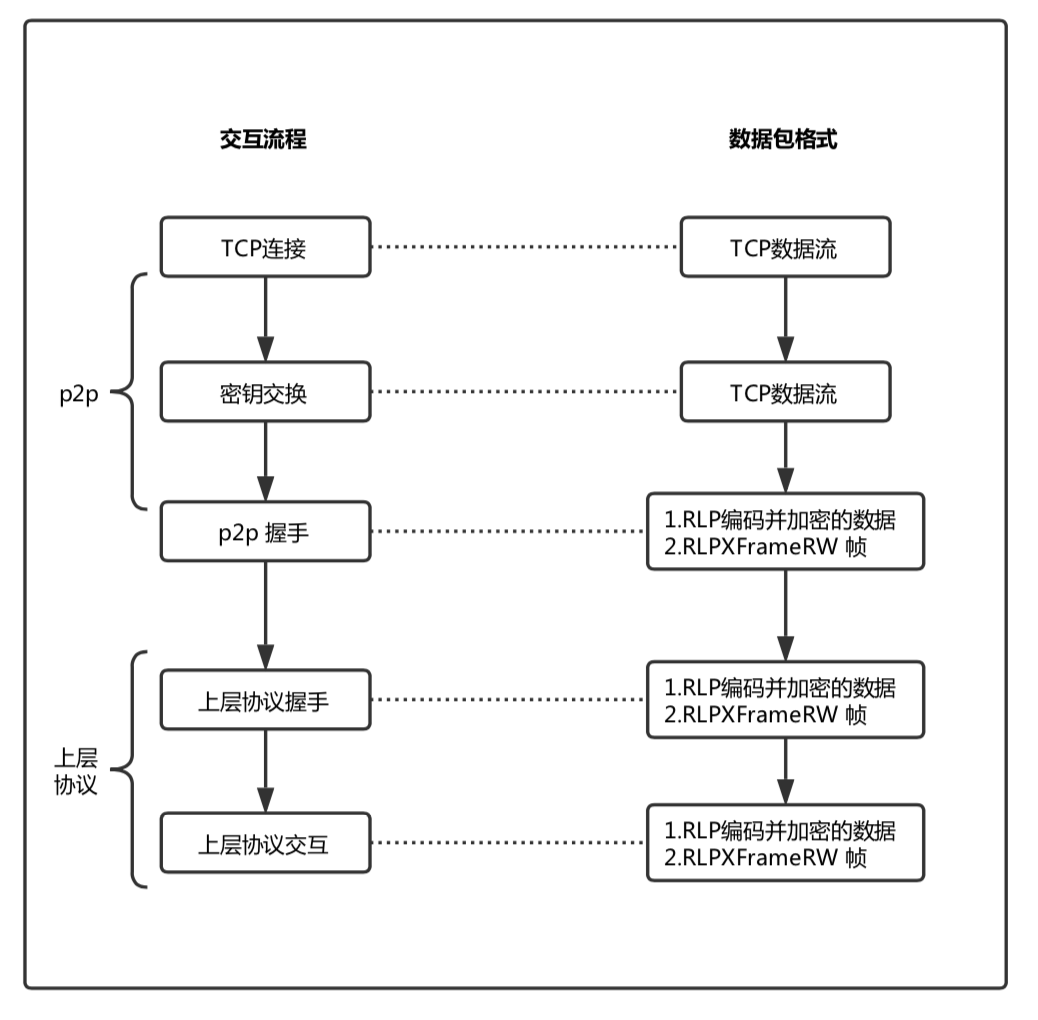 交互流程
数据包格式
TCP连接
TCP数据流
密钥交换
TCP数据流
p2p
p2p 握手
1.RLP编码并加密的数据
2.RLPXFrameRW 帧
上层协议握手
1.RLP编码并加密的数据
2.RLPXFrameRW 帧
上层
协议
上层协议交互
1.RLP编码并加密的数据
2.RLPXFrameRW 帧